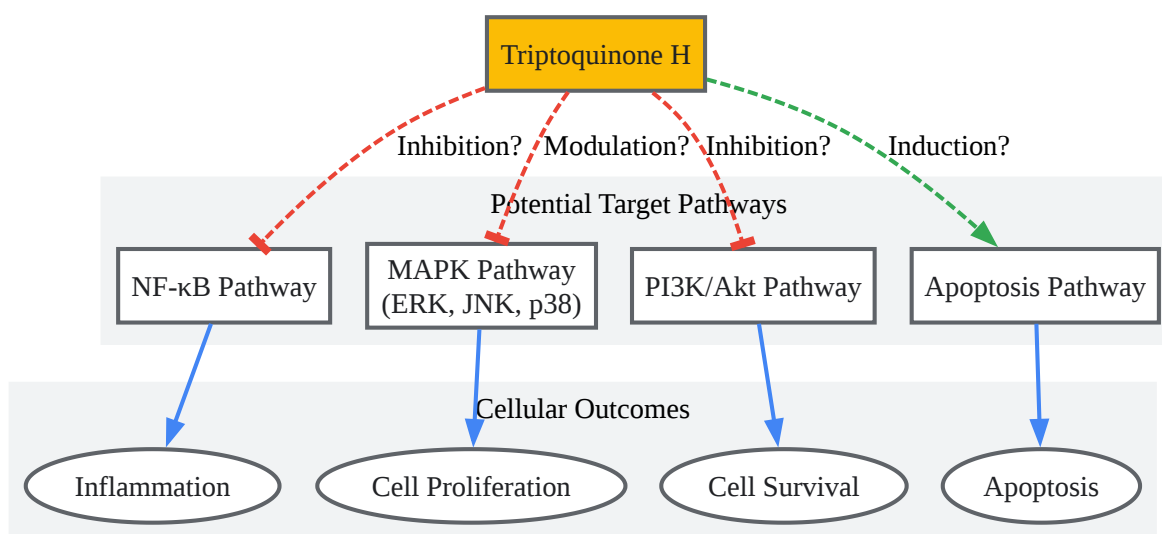 Triptoquinone H
Inhibition? Modulation? Inhibition? Induction?
Potential Target Pathways
NF-κB Pathway
MAPK Pathway
(ERK, JNK, p38)
PI3K/Akt Pathway
Apoptosis Pathway
Cellular Outcomes
Inflammation
Cell Proliferation
Cell Survival
Apoptosis